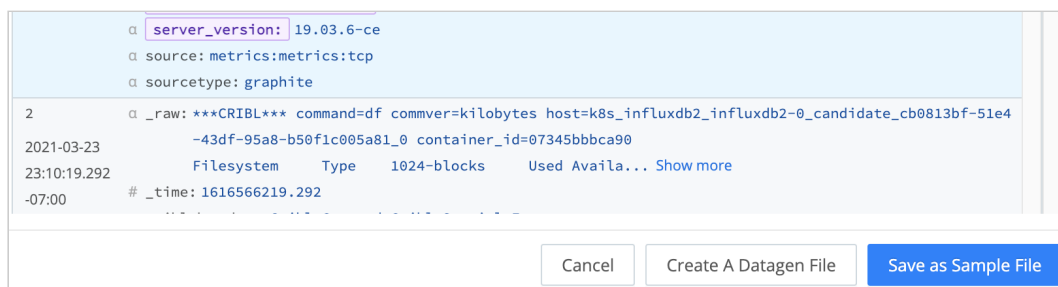 α server_version: 19.03.6-ce
α source: metrics:metrics:tcp
α sourcetype: graphite
2
2021-03-23
23:10:19.292
-07:00
α _raw: ***CRIBL*** command=df commver=kilobytes host=k8s_influxdb2_influxdb2-0_candidate_cb0813bf-51e4
-43df-95a8-b50f1c005a81_0 container_id=07345bbbca90
Filesystem Type 1024-blocks Used Availa... Show more
# _time: 1616566219.292
Cancel
Create A Datagen File
Save as Sample File